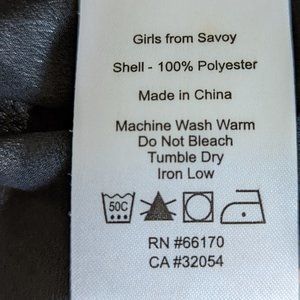 Girls from Savoy
Shell - 100% Polyester
Made in China
Machine Wash Warm
Do Not Bleach
Tumble Dry
Iron Low
50C
RN #66170
CA #32054